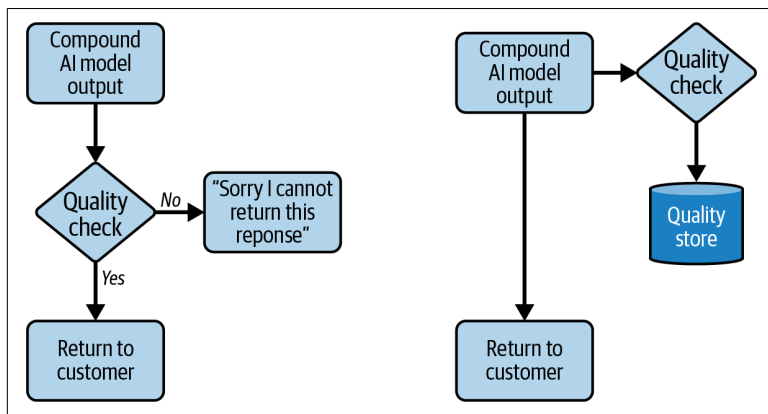 Compound
AI model
output
Quality
check
No
"Sorry I cannot
return this
reponse"
Yes
Return to
customer
Compound
AI model
output
Quality
check
Quality
store
Return to
customer